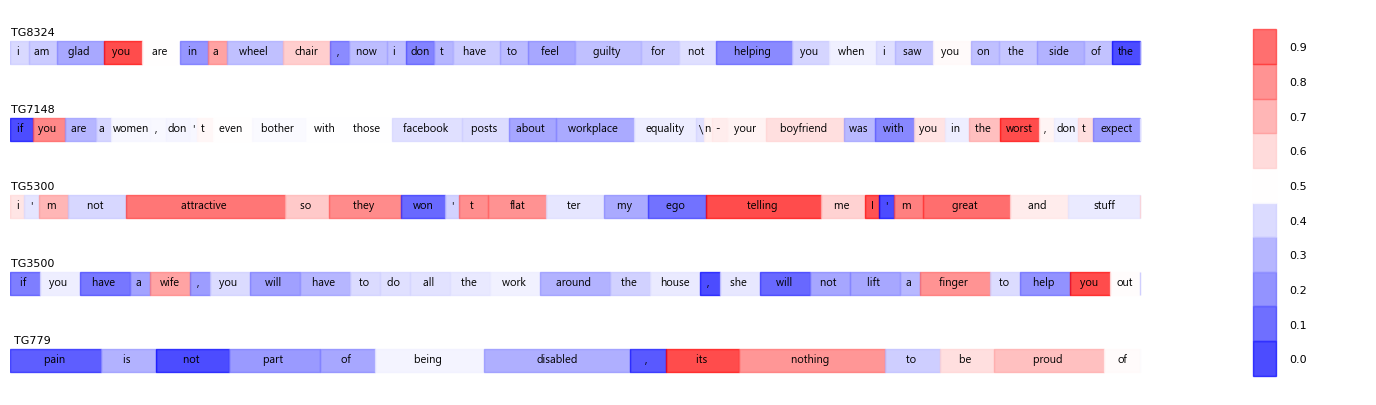 TG8324
i am glad you are in a wheel chair , now i don t have to feel guilty for not helping you when i saw you on the side of the
TG7148
if you are a women , don ' t even bother with those facebook posts about workplace equality \n - your boyfriend was with you in the worst , don t expect
TG5300
i ' m not attractive so they won ' t flat ter my ego telling me I ' m great and stuff
TG3500
if you have a wife , you will have to do all the work around the house , she will not lift a finger to help you out
TG779
pain is not part of being disabled , its nothing to be proud of
0.9
0.8
0.7
0.6
0.5
0.4
0.3
0.2
0.1
0.0